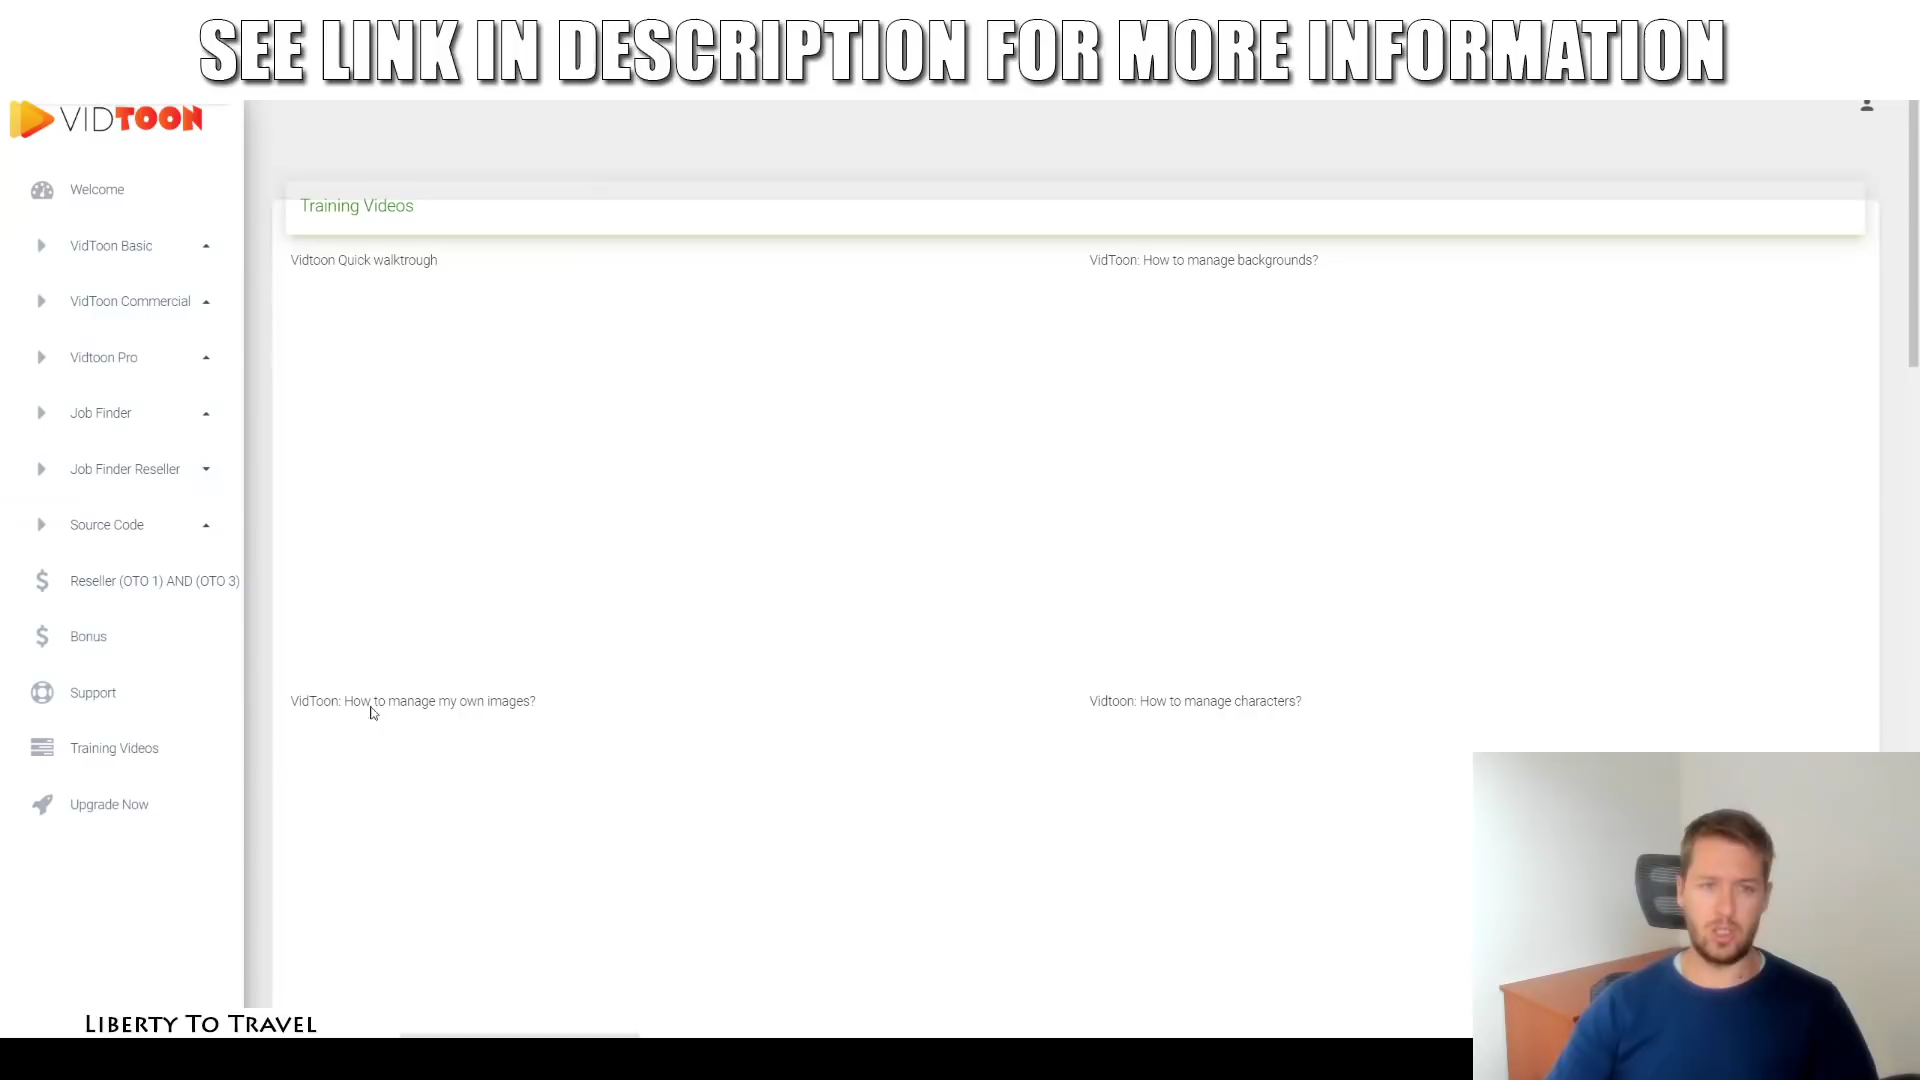 SEE LINK IN DESCRIPTION FOR MORE INFORMATION
VIDTOON
Welcome
VidToon Basic
VidToon Commercial
Vidtoon Pro
Job Finder
Job Finder Reseller
Source Code
Reseller (OTO 1) AND (OTO 3)
Bonus
Support
Training Videos
Upgrade Now
Training Videos
Vidtoon Quick walktrough
VidToon: How to manage backgrounds?
VidToon: How to manage my own images?
Vidtoon: How to manage characters?
LIBERTY TO TRAVEL